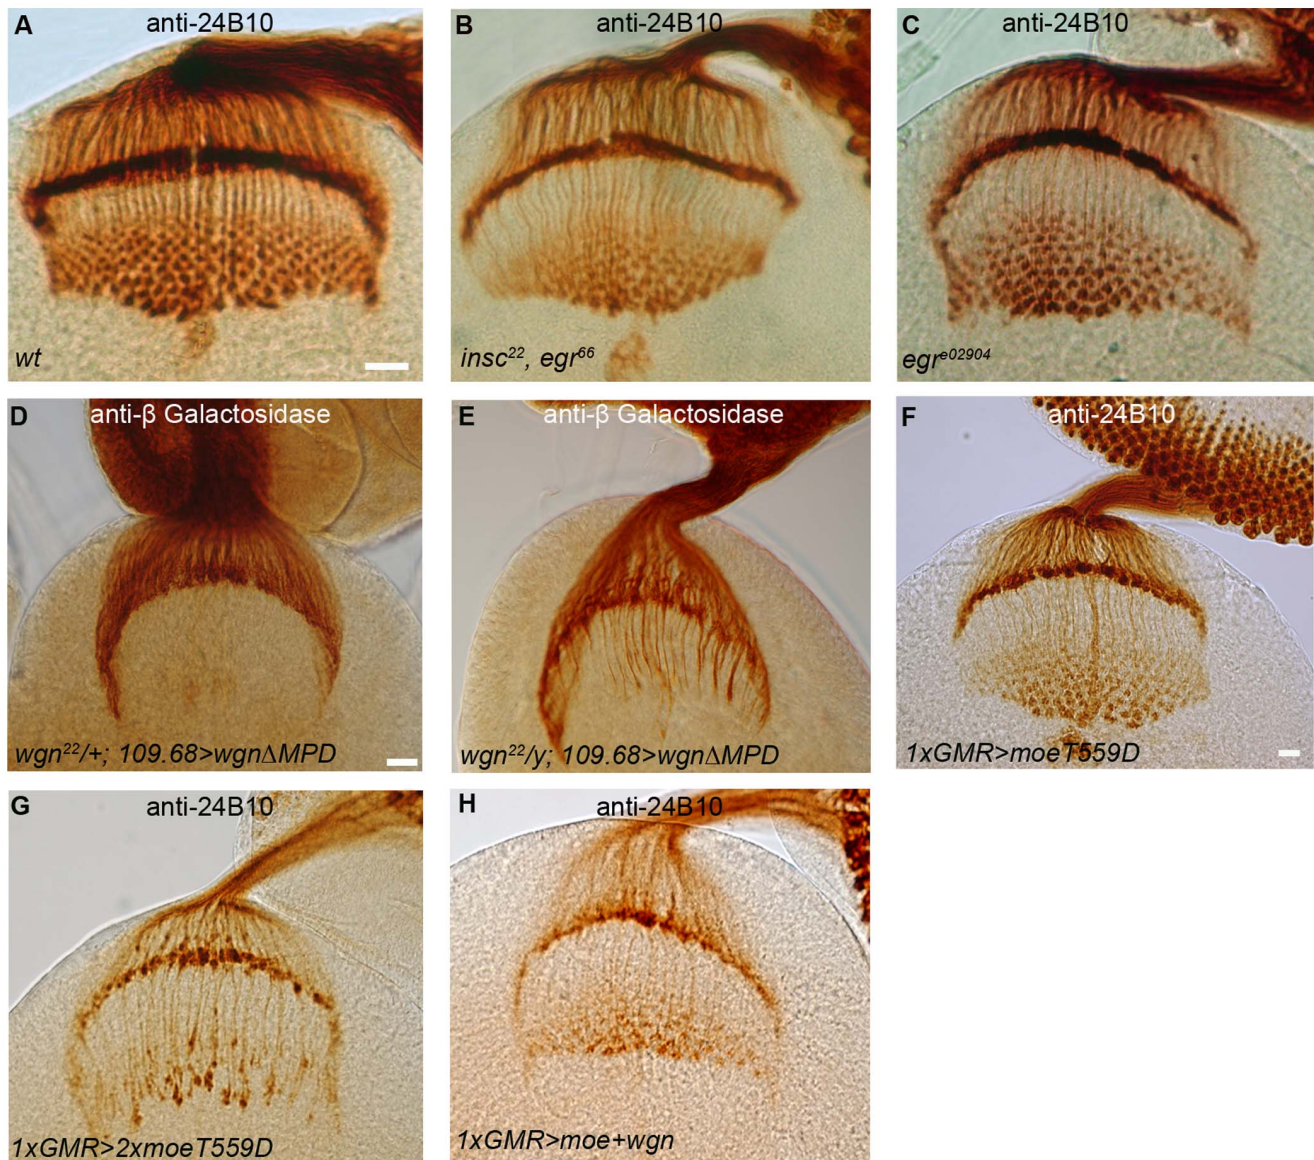 A anti-24B10
wt
B anti-24B10
insc²², egr⁶⁶
C anti-24B10
egrᵉ⁰²⁹⁰⁴
D anti-β Galactosidase
wgn²²/+; 109.68>wgnΔMPD
E anti-β Galactosidase
wgn²²/y; 109.68>wgnΔMPD
F anti-24B10
1xGMR>moeT559D
G anti-24B10
1xGMR>2xmoeT559D
H anti-24B10
1xGMR>moe+wgn